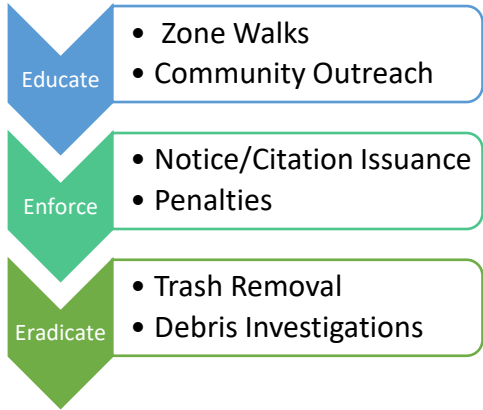 Educate
• Zone Walks
• Community Outreach
Enforce
• Notice/Citation Issuance
• Penalties
Eradicate
• Trash Removal
• Debris Investigations